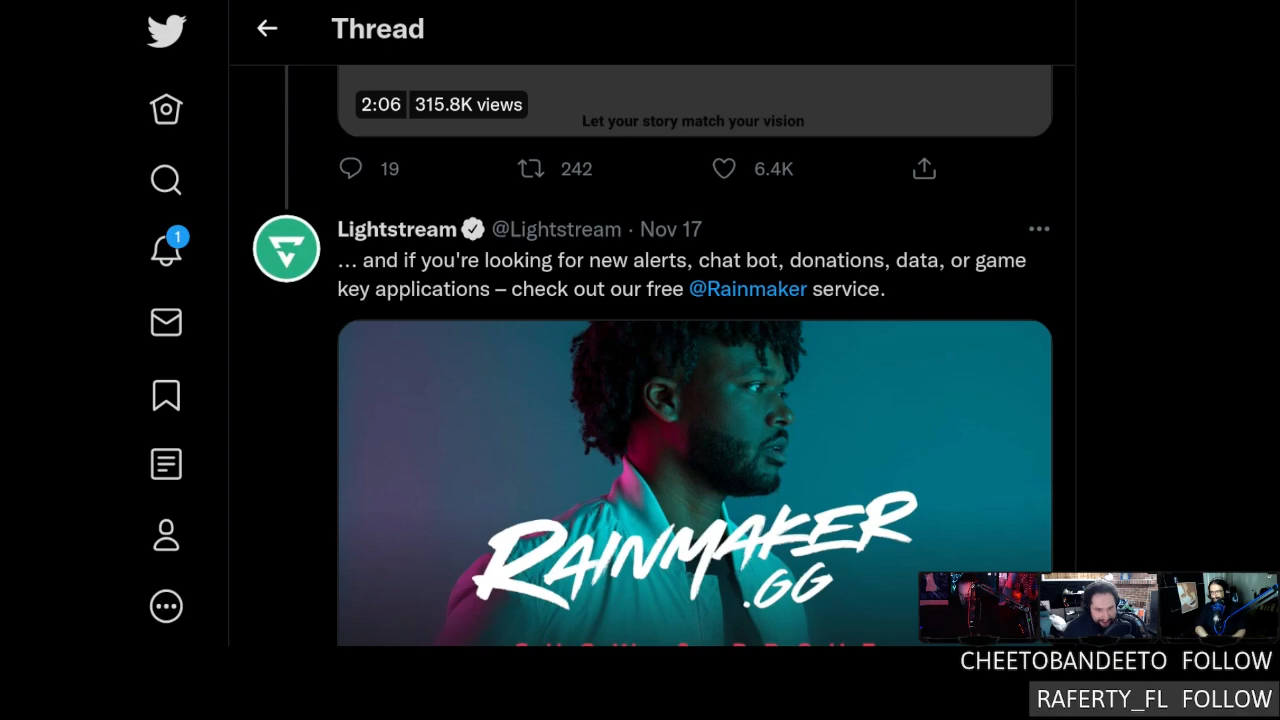 Thread
2:06 315.8K views
Let your story match your vision
19 242 6.4K
1
Lightstream @Lightstream · Nov 17
... and if you're looking for new alerts, chat bot, donations, data, or game
key applications – check out our free @Rainmaker service.
RAINMAKER
.GG
CHEETOBANDEETO FOLLOW
RAFERTY_FL FOLLOW